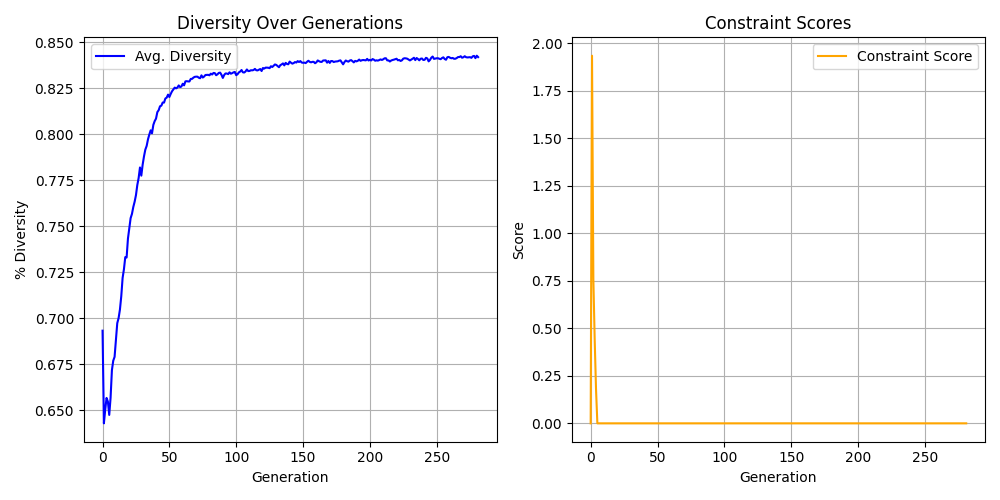 Diversity Over Generations
Avg. Diversity
% Diversity
0.850
0.825
0.800
0.775
0.750
0.725
0.700
0.675
0.650
0 50 100 150 200 250
Generation
Constraint Scores
Constraint Score
Score
2.00
1.75
1.50
1.25
1.00
0.75
0.50
0.25
0.00
0 50 100 150 200 250
Generation